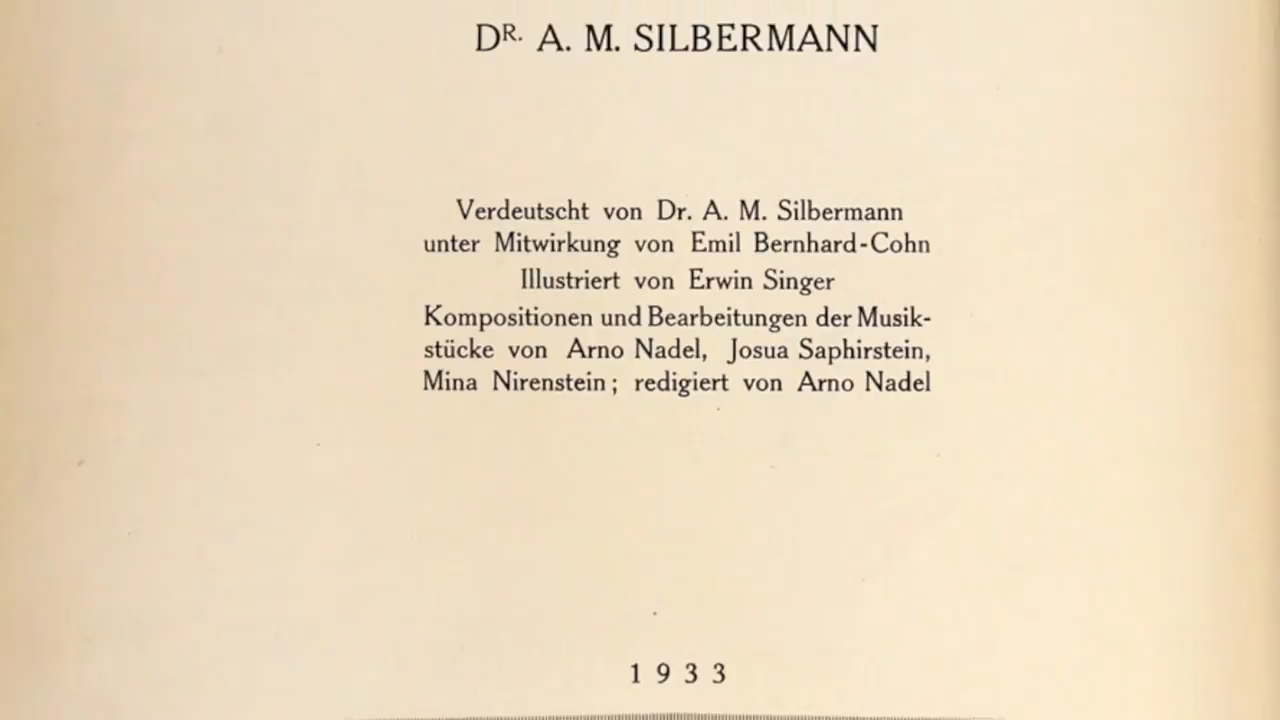 DR. A. M. SILBERMANN
Verdeutscht von Dr. A. M. Silbermann
unter Mitwirkung von Emil Bernhard-Cohn
Illustriert von Erwin Singer
Kompositionen und Bearbeitungen der Musik-
stücke von Arno Nadel, Josua Saphirstein,
Mina Nirenstein; redigiert von Arno Nadel
1933